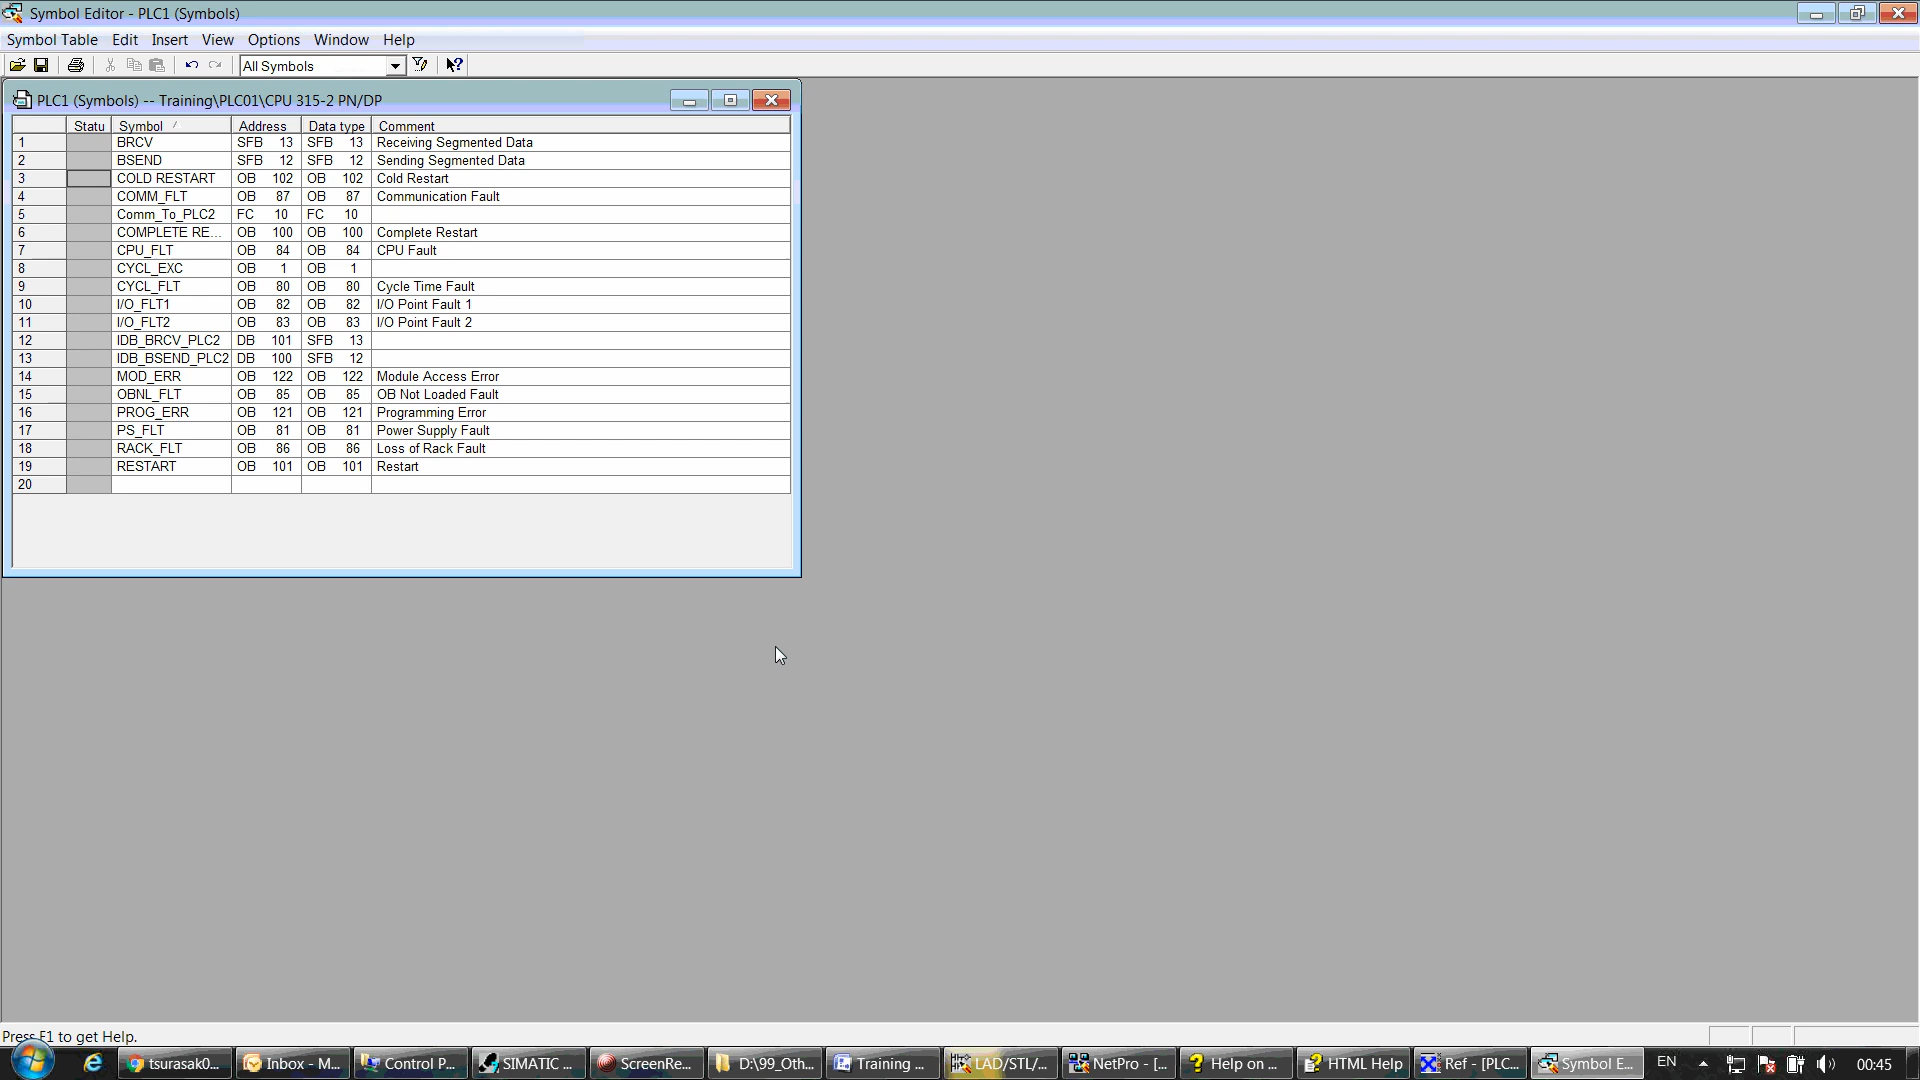 Symbol Editor - PLC1 (Symbols)
Symbol Table Edit Insert View Options Window Help
All Symbols
PLC1 (Symbols) -- Training\PLC01\CPU 315-2 PN/DP
Statu Symbol Address Data type Comment
1 BRCV SFB 13 SFB 13 Receiving Segmented Data
2 BSEND SFB 12 SFB 12 Sending Segmented Data
3 COLD RESTART OB 102 OB 102 Cold Restart
4 COMM_FLT OB 87 OB 87 Communication Fault
5 Comm_To_PLC2 FC 10 FC 10
6 COMPLETE RE... OB 100 OB 100 Complete Restart
7 CPU_FLT OB 84 OB 84 CPU Fault
8 CYCL_EXC OB 1 OB 1
9 CYCL_FLT OB 80 OB 80 Cycle Time Fault
10 I/O_FLT1 OB 82 OB 82 I/O Point Fault 1
11 I/O_FLT2 OB 83 OB 83 I/O Point Fault 2
12 IDB_BRCV_PLC2 DB 101 SFB 13
13 IDB_BSEND_PLC2 DB 100 SFB 12
14 MOD_ERR OB 122 OB 122 Module Access Error
15 OBNL_FLT OB 85 OB 85 OB Not Loaded Fault
16 PROG_ERR OB 121 OB 121 Programming Error
17 PS_FLT OB 81 OB 81 Power Supply Fault
18 RACK_FLT OB 86 OB 86 Loss of Rack Fault
19 RESTART OB 101 OB 101 Restart
20
Press F1 to get Help.
tsurasak0... Inbox - M... Control P... SIMATIC ... ScreenRe... D:\99_Oth... Training ... LAD/STL/... NetPro - [... Help on ... HTML Help Ref - [PLC... Symbol E... EN 00:45